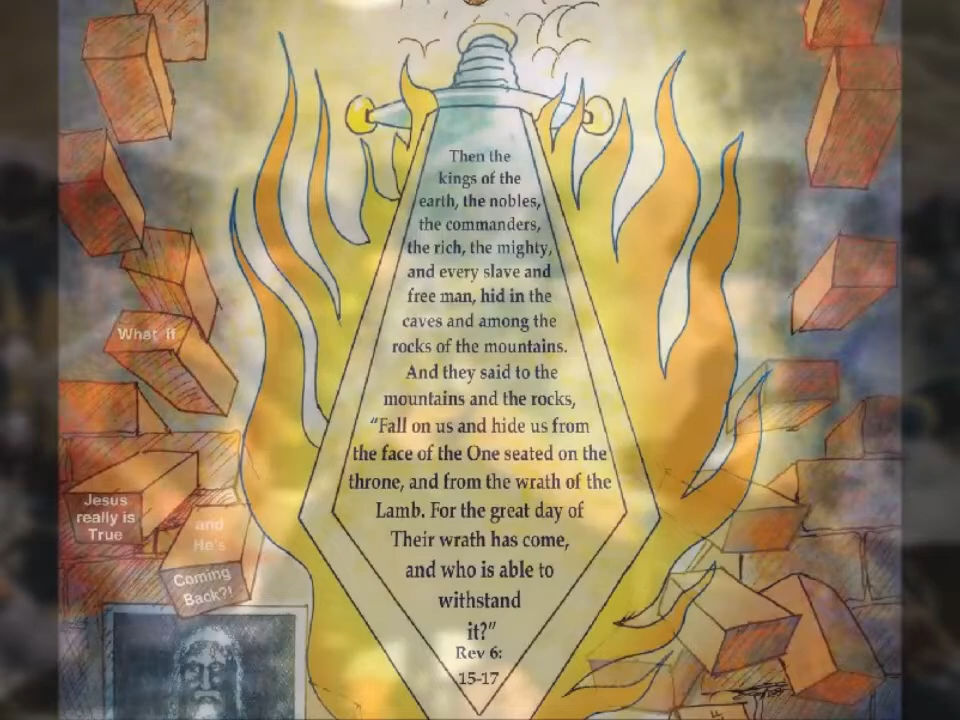 Then the
kings of the
earth, the nobles,
the commanders,
the rich, the mighty,
and every slave and
free man, hid in the
caves and among the
rocks of the mountains.
And they said to the
mountains and the rocks,
“Fall on us and hide us from
the face of the One seated on the
throne, and from the wrath of the
Lamb. For the great day of
Their wrath has come,
and who is able to
withstand
it?”
Rev 6:
15-17
What If
Jesus
really is
True
and
He's
Coming
Back?!